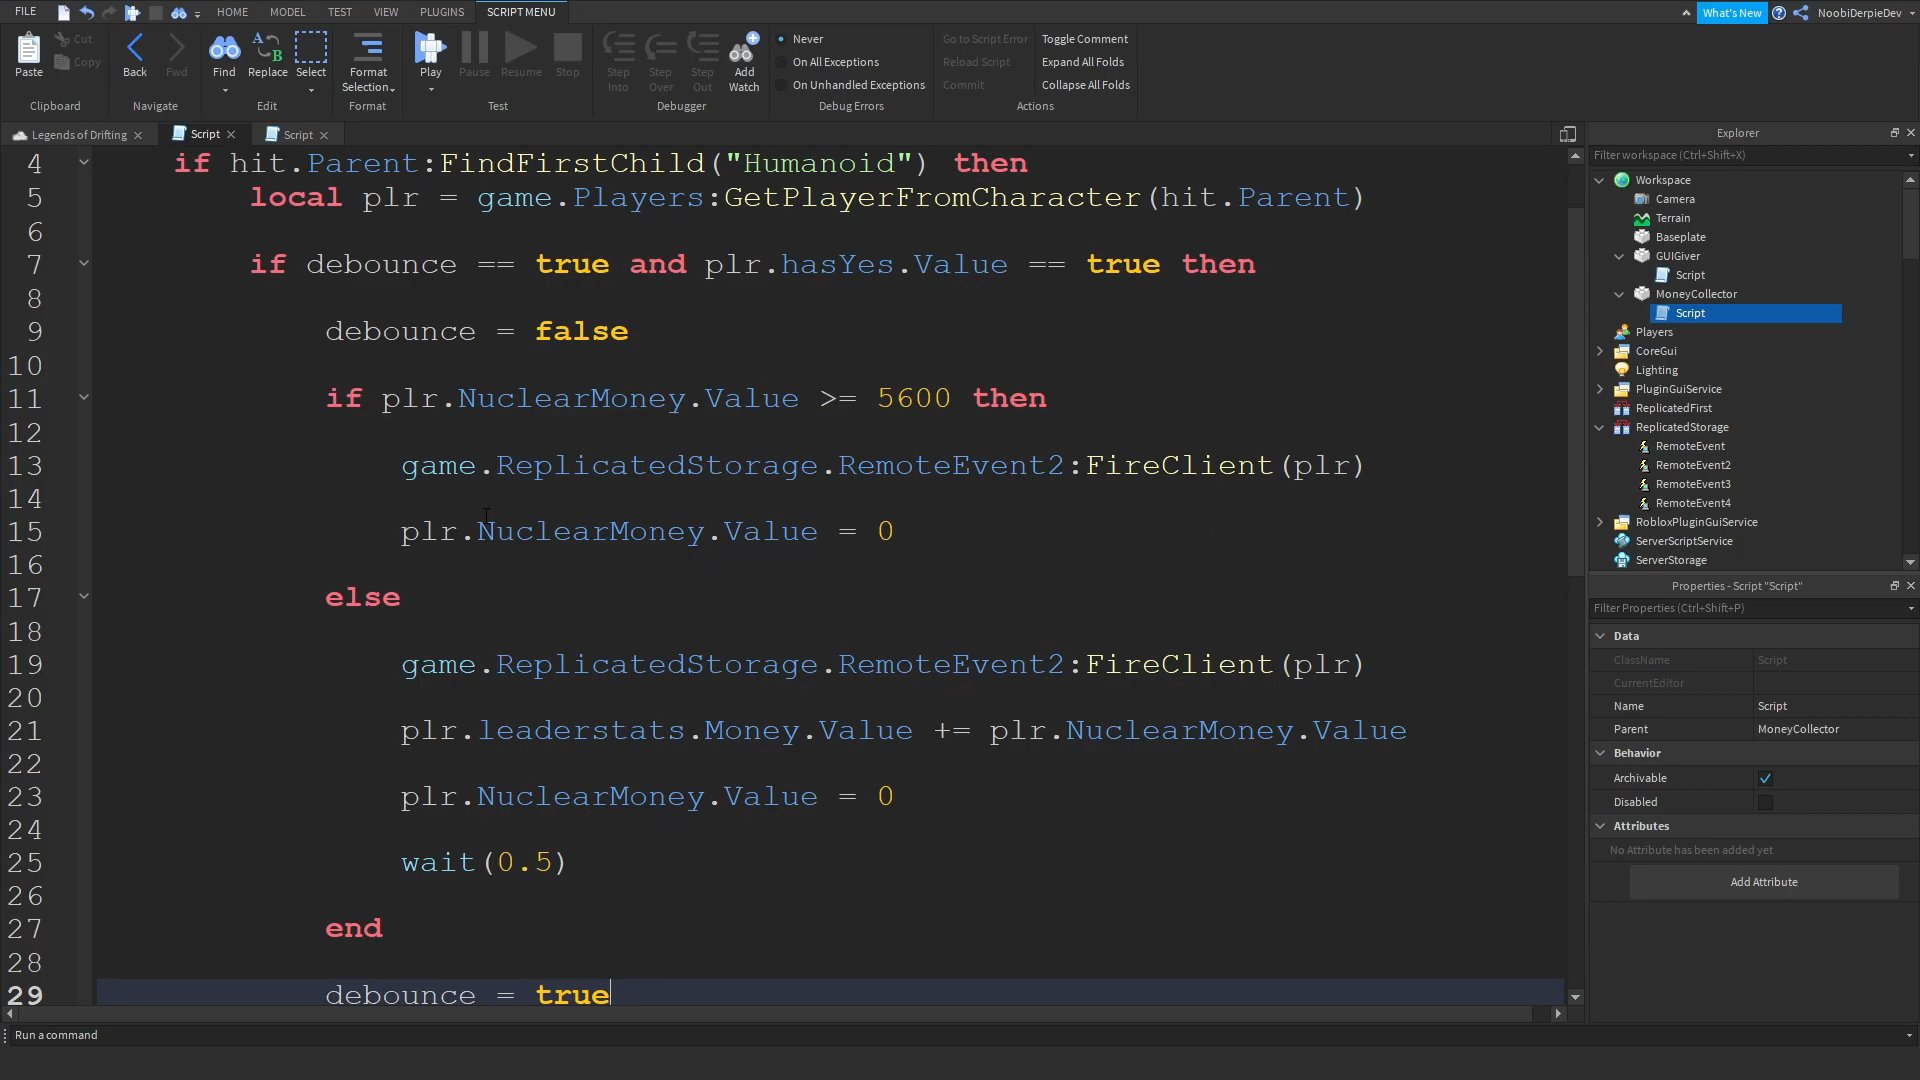 FILE HOME MODEL TEST VIEW PLUGINS SCRIPT MENU What's New NoobiDerpieDev
Paste Cut Copy Clipboard
Back Fwd Navigate
Find Replace Select Edit
Format Selection Format
Play Pause Resume Stop Test
Step Into Step Over Step Out Add Watch Debugger
Never
On All Exceptions
On Unhandled Exceptions
Debug Errors
Go to Script Error Toggle Comment
Reload Script Expand All Folds
Commit Collapse All Folds
Actions
Legends of Drifting Script Script
4 if hit.Parent:FindFirstChild("Humanoid") then
5 local plr = game.Players:GetPlayerFromCharacter(hit.Parent)
6
7 if debounce == true and plr.hasYes.Value == true then
8
9 debounce = false
10
11 if plr.NuclearMoney.Value >= 5600 then
12
13 game.ReplicatedStorage.RemoteEvent2:FireClient(plr)
14
15 plr.NuclearMoney.Value = 0
16
17 else
18
19 game.ReplicatedStorage.RemoteEvent2:FireClient(plr)
20
21 plr.leaderstats.Money.Value += plr.NuclearMoney.Value
22
23 plr.NuclearMoney.Value = 0
24
25 wait(0.5)
26
27 end
28
29 debounce = true
Run a command
Explorer
Filter workspace (Ctrl+Shift+X)
Workspace
Camera
Terrain
Baseplate
GUIGiver
Script
MoneyCollector
Script
Players
CoreGui
Lighting
PluginGuiService
ReplicatedFirst
ReplicatedStorage
RemoteEvent
RemoteEvent2
RemoteEvent3
RemoteEvent4
RobloxPluginGuiService
ServerScriptService
ServerStorage
Properties - Script "Script"
Filter Properties (Ctrl+Shift+P)
Data
ClassName Script
CurrentEditor
Name Script
Parent MoneyCollector
Behavior
Archivable
Disabled
Attributes
No Attribute has been added yet
Add Attribute